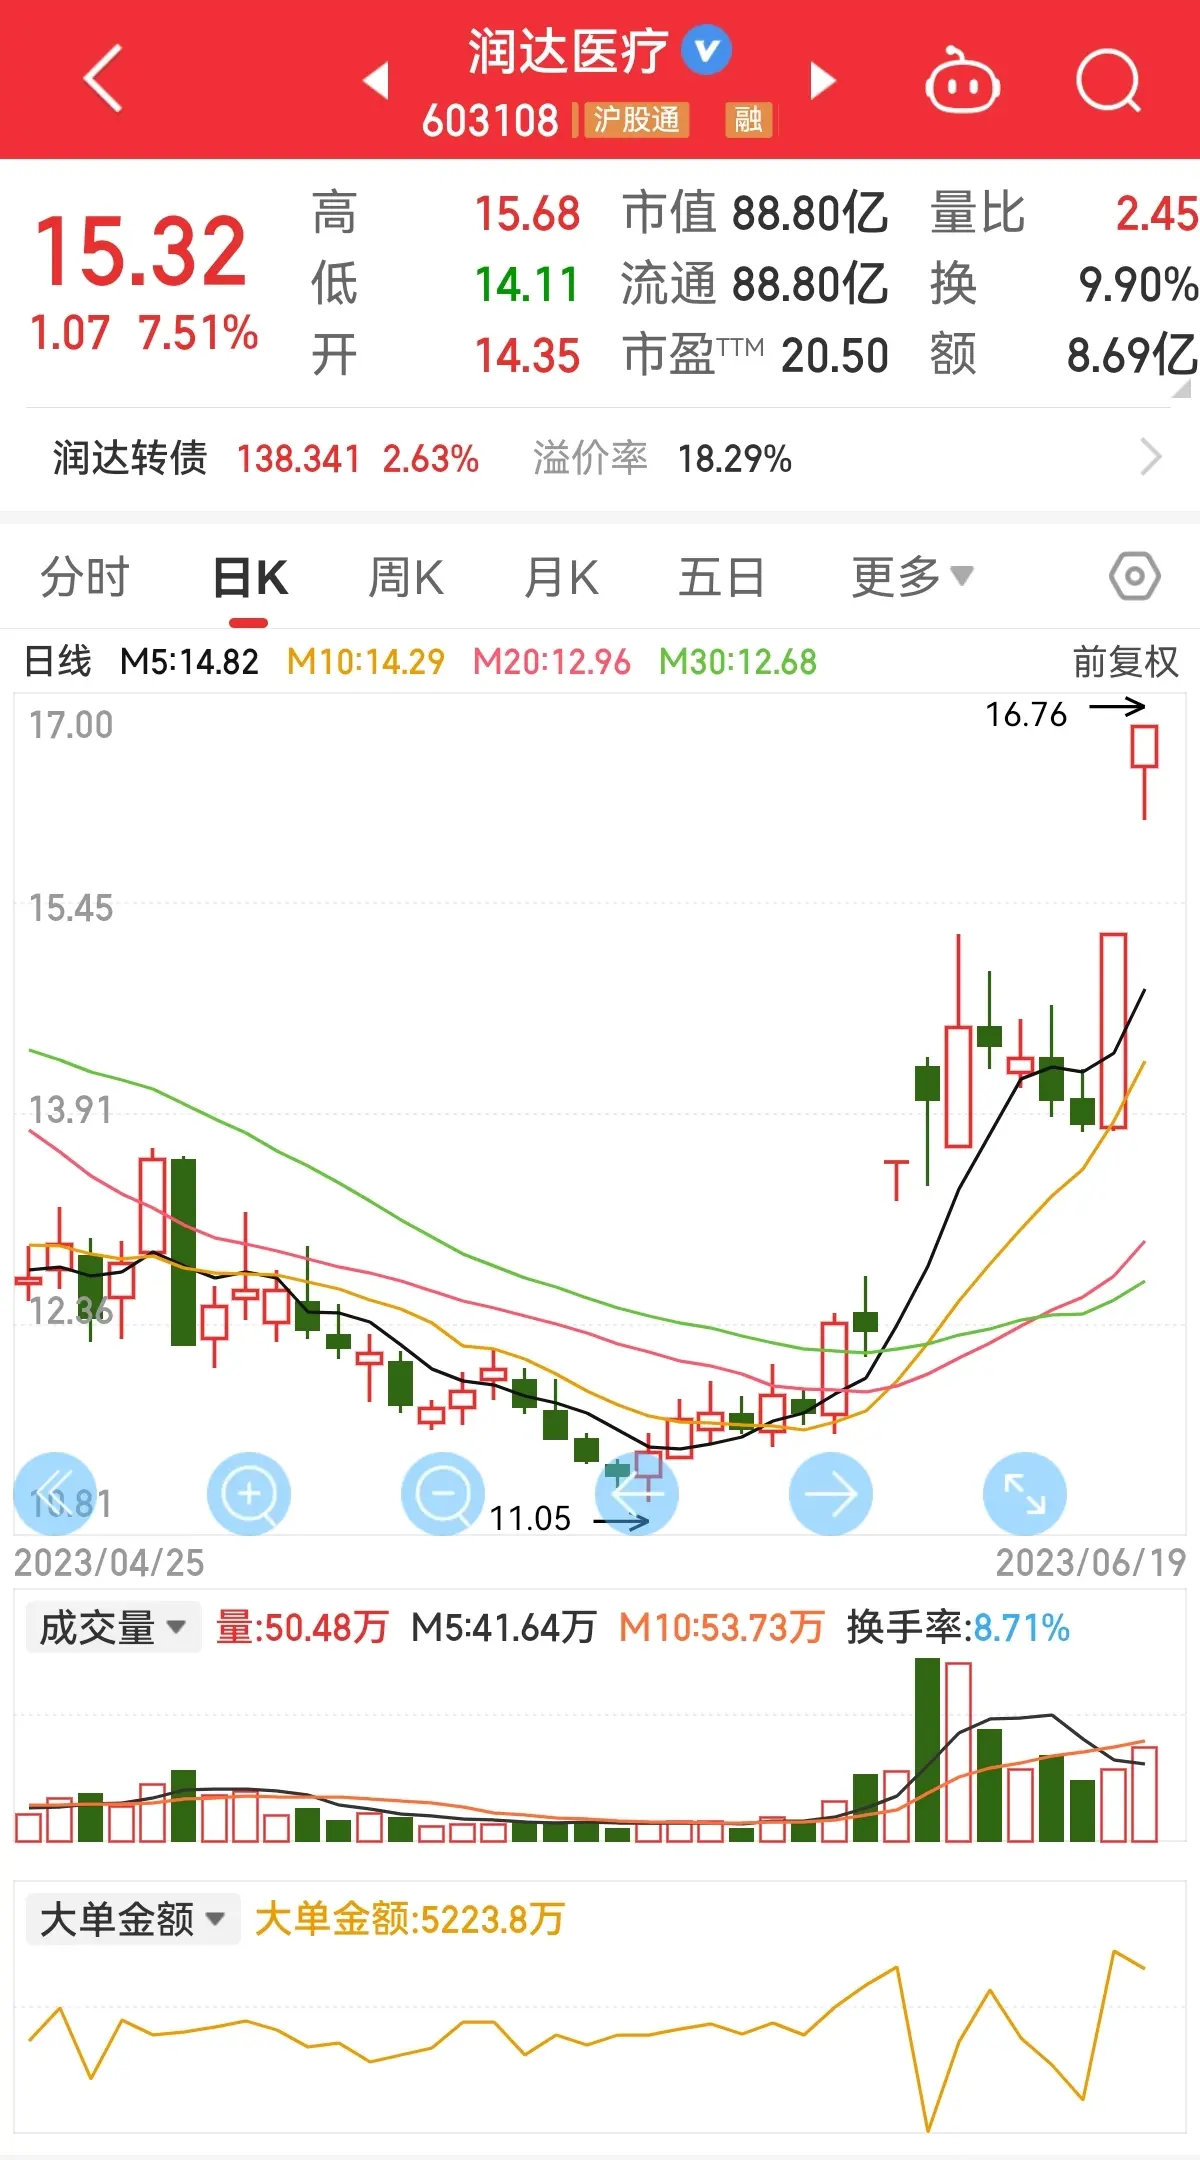 润达医疗
603108 沪股通 融
15.32
1.07 7.51%
高 15.68 市值 88.80亿 量比 2.45
低 14.11 流通 88.80亿 换 9.90%
开 14.35 市盈TTM 20.50 额 8.69亿
润达转债 138.341 2.63% 溢价率 18.29%
分时 日K 周K 月K 五日 更多
日线 M5:14.82 M10:14.29 M20:12.96 M30:12.68 前复权
17.00
16.76
15.45
13.91
12.36
10.81
11.05
2023/04/25 2023/06/19
成交量 量:50.48万 M5:41.64万 M10:53.73万 换手率:8.71%
大单金额 大单金额:5223.8万